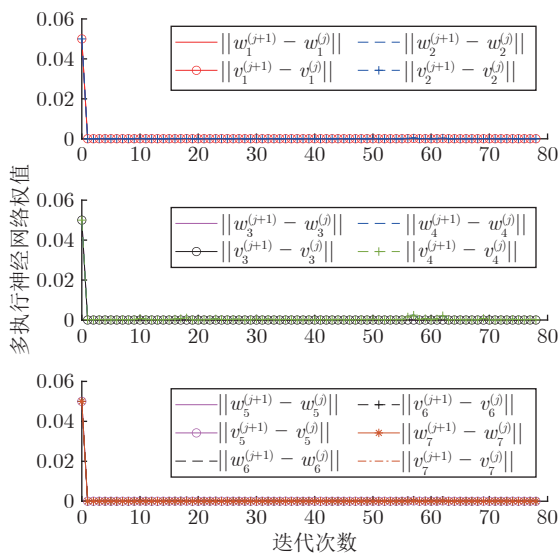 多执行神经网络权值
0.06
0.04
0.02
0
||w_1^{(j+1)} − w_1^{(j)}|| ||w_2^{(j+1)} − w_2^{(j)}||
||v_1^{(j+1)} − v_1^{(j)}|| ||v_2^{(j+1)} − v_2^{(j)}||
0 10 20 30 40 50 60 70 80
0.06
0.04
0.02
0
||w_3^{(j+1)} − w_3^{(j)}|| ||w_4^{(j+1)} − w_4^{(j)}||
||v_3^{(j+1)} − v_3^{(j)}|| ||v_4^{(j+1)} − v_4^{(j)}||
0 10 20 30 40 50 60 70 80
0.06
0.04
0.02
0
||w_5^{(j+1)} − w_5^{(j)}|| ||v_6^{(j+1)} − v_6^{(j)}||
||v_5^{(j+1)} − v_5^{(j)}|| ||w_7^{(j+1)} − w_7^{(j)}||
||w_6^{(j+1)} − w_6^{(j)}|| ||v_7^{(j+1)} − v_7^{(j)}||
0 10 20 30 40 50 60 70 80
迭代次数